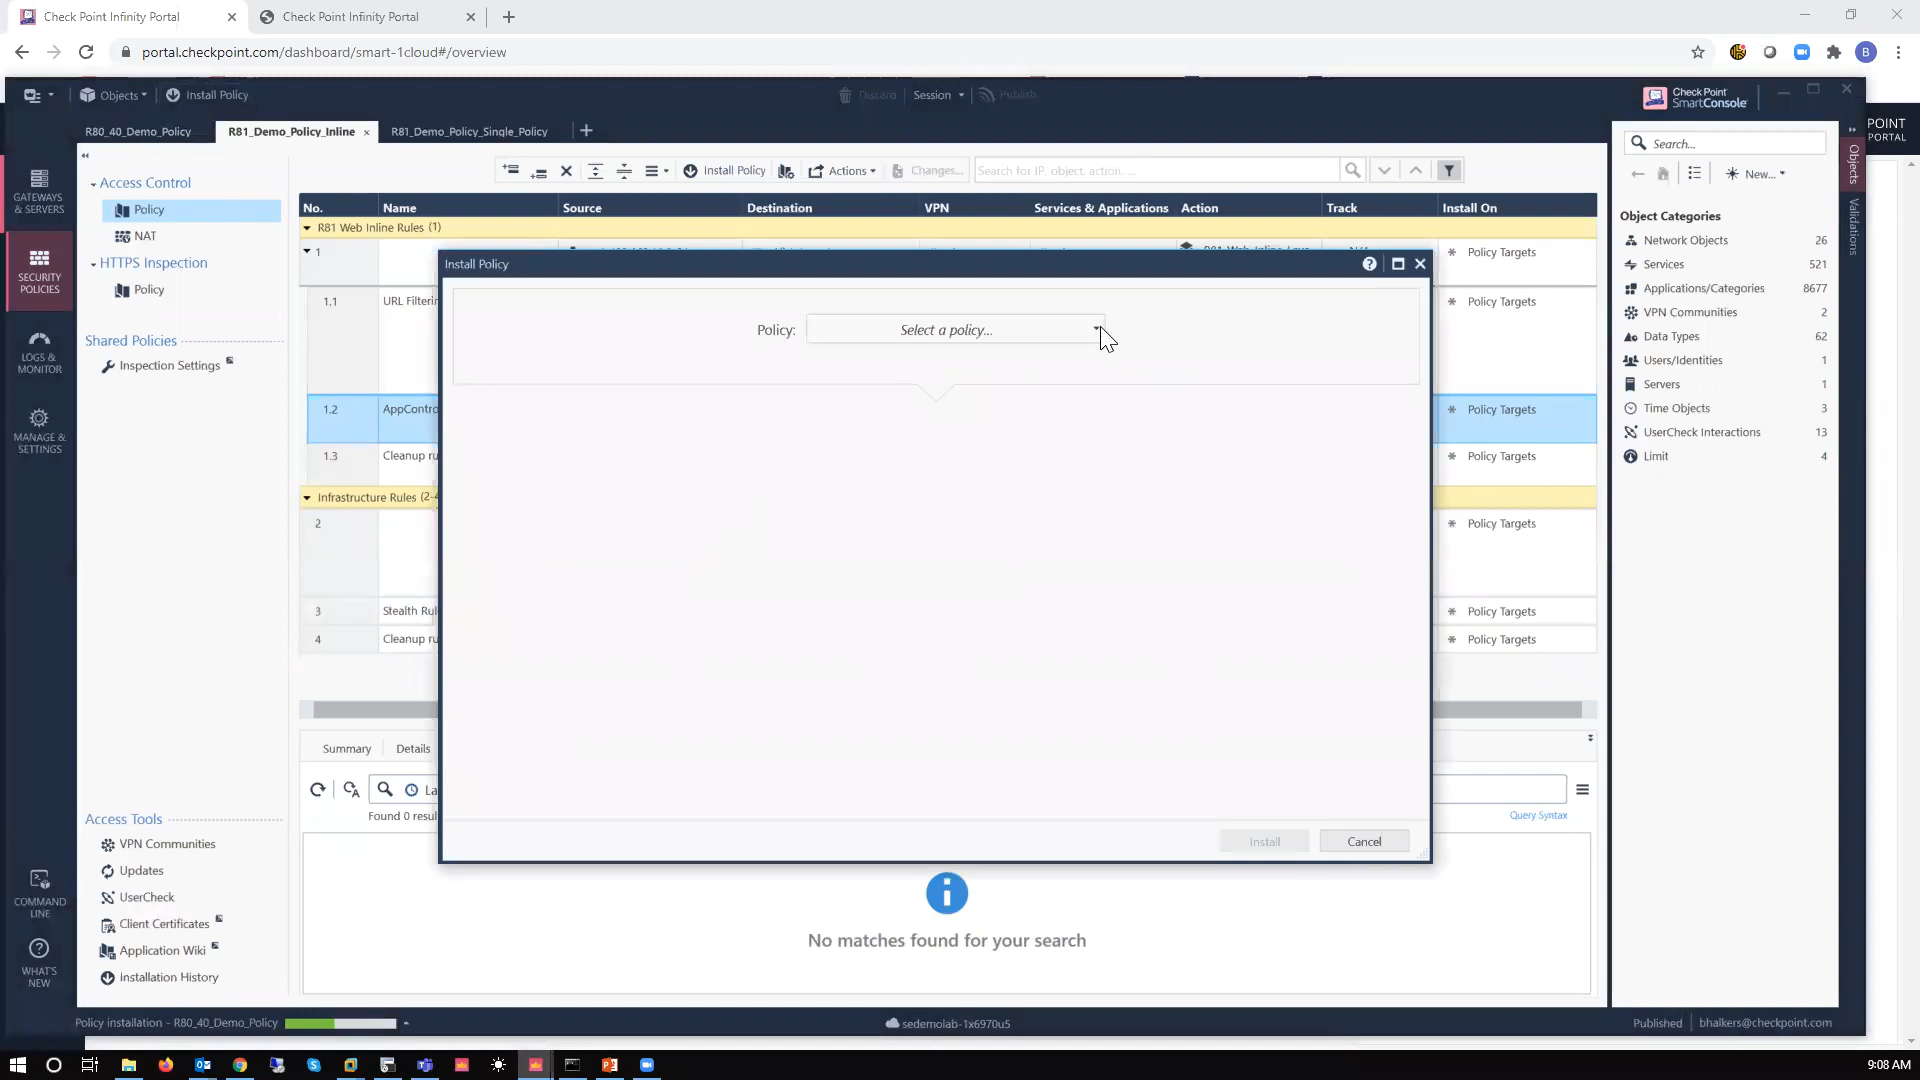 Check Point Infinity Portal
Check Point Infinity Portal
portal.checkpoint.com/dashboard/smart-1cloud#/overview
B
Objects
Install Policy
Discard
Session
Publish
Check Point
SmartConsole
POINT
PORTAL
R80_40_Demo_Policy
R81_Demo_Policy_Inline
R81_Demo_Policy_Single_Policy
GATEWAYS
& SERVERS
SECURITY
POLICIES
LOGS &
MONITOR
MANAGE &
SETTINGS
COMMAND
LINE
WHAT'S
NEW
Access Control
Policy
NAT
HTTPS Inspection
Policy
Shared Policies
Inspection Settings
Access Tools
VPN Communities
Updates
UserCheck
Client Certificates
Application Wiki
Installation History
Install Policy
Actions
Changes...
Search for IP, object, action, ...
No.
Name
Source
Destination
VPN
Services & Applications
Action
Track
Install On
R81 Web Inline Rules (1)
1
Policy Targets
1.1
URL Filterin
Policy Targets
1.2
AppContro
Policy Targets
1.3
Cleanup ru
Policy Targets
Infrastructure Rules (2-4
2
Policy Targets
3
Stealth Rul
Policy Targets
4
Cleanup ru
Policy Targets
Install Policy
Policy:
Select a policy...
Install
Cancel
Summary
Details
La
Found 0 resul
Query Syntax
No matches found for your search
Search...
New...
Object Categories
Network Objects 26
Services 521
Applications/Categories 8677
VPN Communities 2
Data Types 62
Users/Identities 1
Servers 1
Time Objects 3
UserCheck Interactions 13
Limit 4
Objects
Validations
Policy installation - R80_40_Demo_Policy
sedemolab-1x6970u5
Published
bhalkers@checkpoint.com
9:08 AM